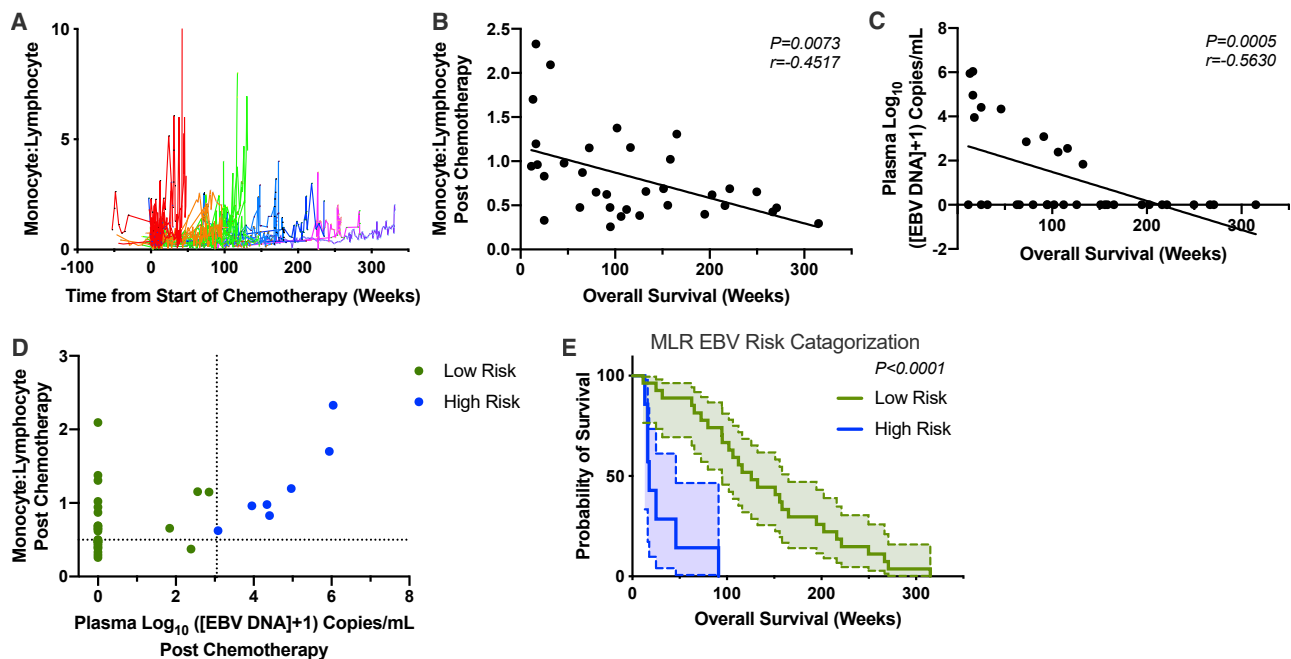 A
Monocyte:Lymphocyte
10
5
0
-100
0
100
200
300
Time from Start of Chemotherapy (Weeks)
B
Monocyte:Lymphocyte
Post Chemotherapy
2.5
2.0
1.5
1.0
0.5
0.0
0
100
200
300
Overall Survival (Weeks)
P=0.0073
r=-0.4517
C
Plasma Log10
([EBV DNA]+1) Copies/mL
8
6
4
2
0
-2
0
100
200
300
Overall Survival (Weeks)
P=0.0005
r=-0.5630
D
Monocyte:Lymphocyte
Post Chemotherapy
3
2
1
0
0
2
4
6
8
Plasma Log10 ([EBV DNA]+1) Copies/mL
Post Chemotherapy
Low Risk
High Risk
E
MLR EBV Risk Catagorization
P<0.0001
Low Risk
High Risk
Probability of Survival
100
50
0
0
100
200
300
Overall Survival (Weeks)